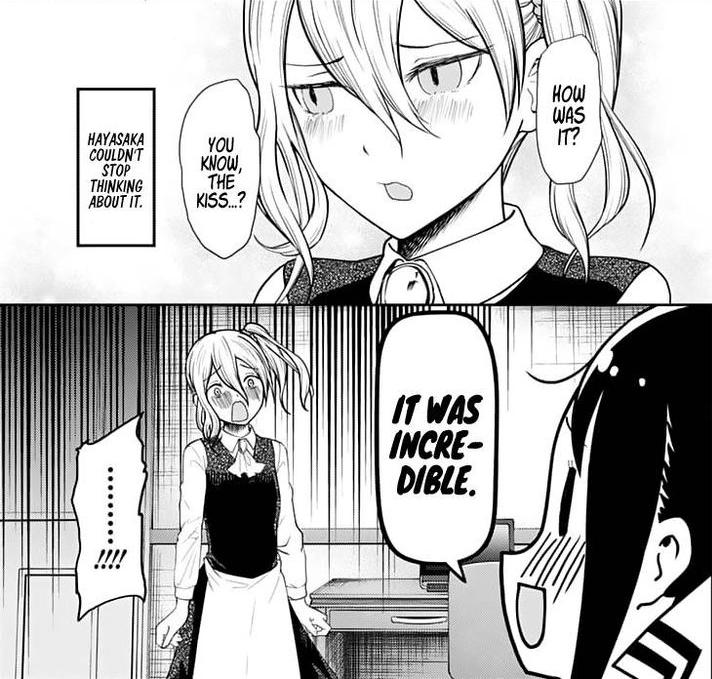 HOW
WAS
IT?
YOU
KNOW,
THE
KISS...?
HAYASAKA
COULDN'T
STOP
THINKING
ABOUT IT.
IT WAS
INCRE-
DIBLE.
.........!!!!